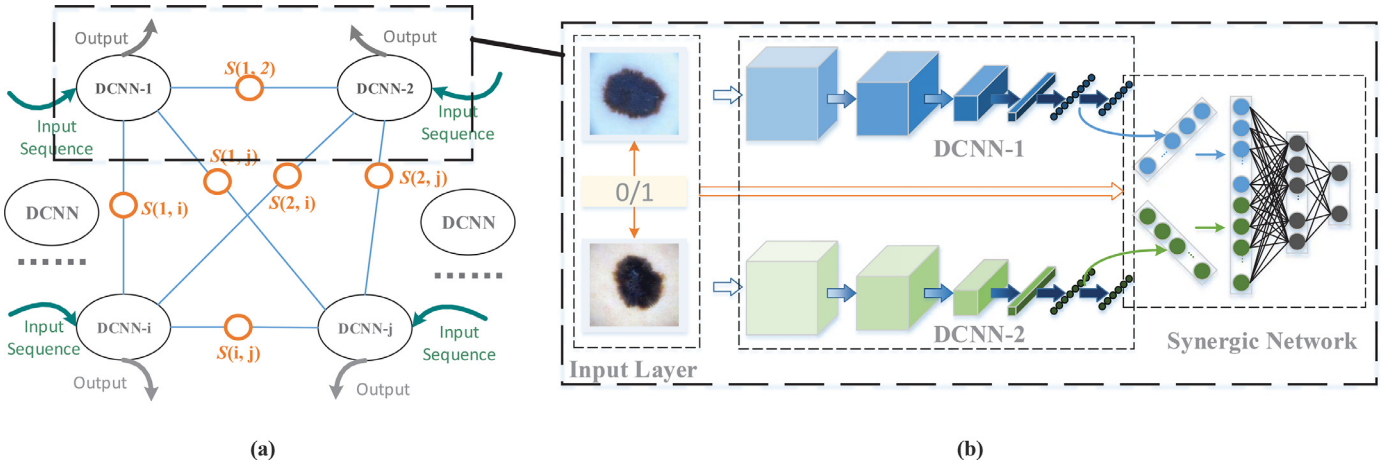 Output
Output
DCNN-1
S(1, 2)
DCNN-2
Input
Sequence
Input
Sequence
S(1, j)
S(1, i)
S(2, i)
S(2, j)
DCNN
DCNN
DCNN-i
S(i, j)
DCNN-j
Input
Sequence
Input
Sequence
Output
Output
(a)
0/1
Input Layer
DCNN-1
DCNN-2
Synergic Network
(b)